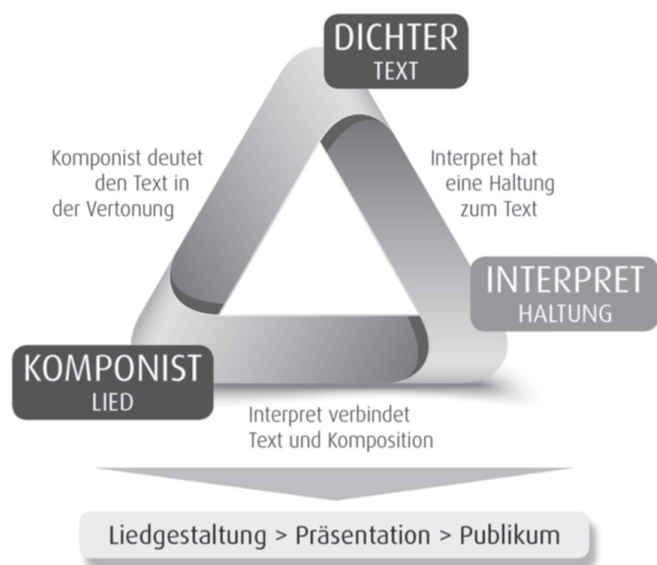 DICHTER
TEXT
Komponist deutet
den Text in
der Vertonung
Interpret hat
eine Haltung
zum Text
INTERPRET
HALTUNG
KOMPONIST
LIED
Interpret verbindet
Text und Komposition
Liedgestaltung > Präsentation > Publikum